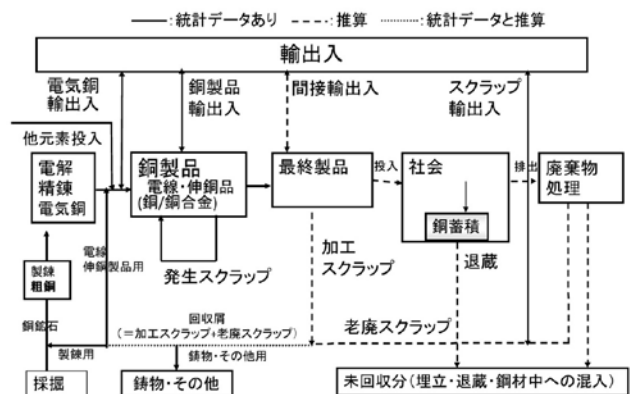 ―:統計データあり ---:推算 ……:統計データと推算
輸出入
電気銅
輸出入
銅製品
輸出入
間接輸出入
スクラップ
輸出入
他元素投入
電解
精錬
電気銅
銅製品
電線・伸銅品
(銅/銅合金)
最終製品
投入
社会
銅蓄積
排出
廃棄物
処理
製錬
粗銅
電線
伸銅製品用
発生スクラップ
加工
スクラップ
退蔵
銅鉱石
回収屑
(=加工スクラップ+老廃スクラップ)
老廃スクラップ
製錬用
鋳物・その他用
採掘
鋳物・その他
未回収分(埋立・退蔵・鋼材中への混入)